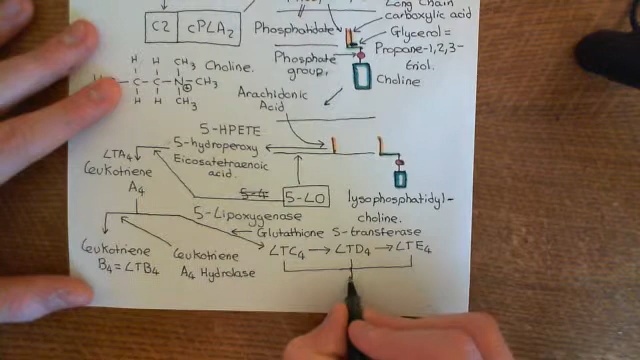 Long Chain
carboxylic acid
Phosphatidate
Glycerol =
Propane-1,2,3-
triol.
C2 cPLA2
Phosphate
group.
Choline
H H CH3 Choline.
C - C - N - CH3
H H CH3
Arachidonic
Acid
5-HPETE
5-hydroperoxy
Eicosatetraenoic
acid.
LTA4
Leukotriene
A4
5-LO
5-Lipoxygenase
lysophosphatidyl-
choline.
Glutathione S-transferase
LTC4 → LTD4 → LTE4
Leukotriene
B4 = LTB4
Leukotriene
A4 Hydrolase